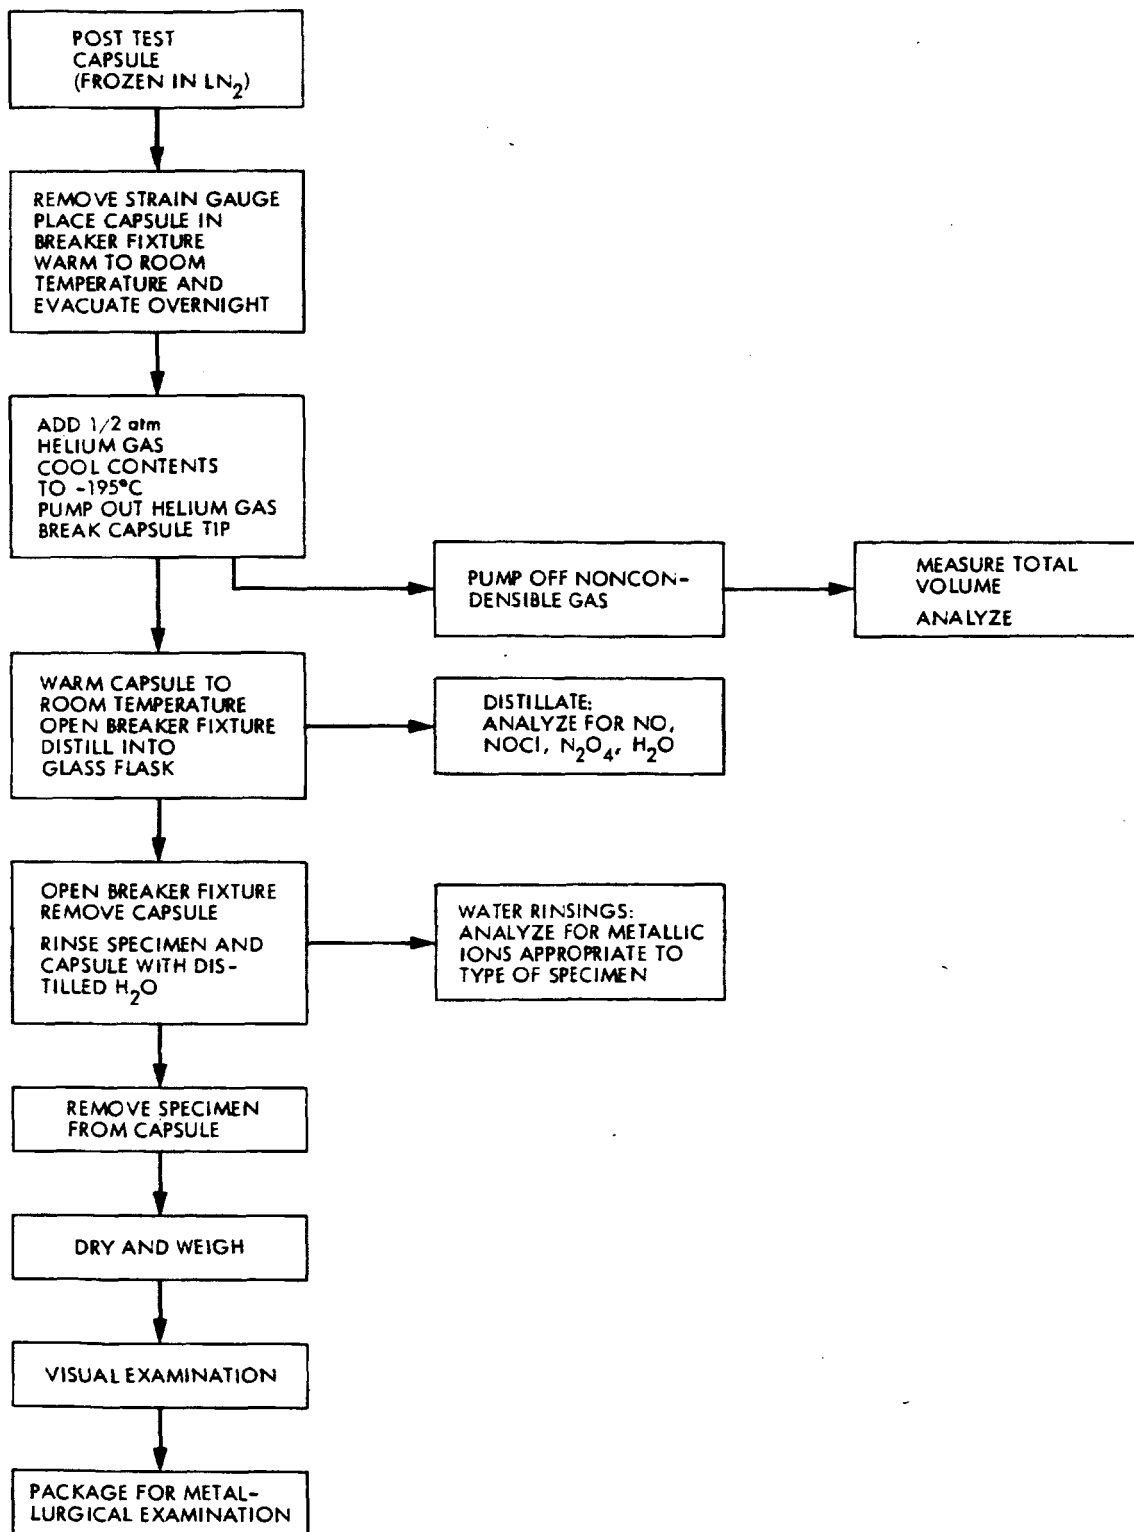 POST TEST
CAPSULE
(FROZEN IN LN₂)
REMOVE STRAIN GAUGE
PLACE CAPSULE IN
BREAKER FIXTURE
WARM TO ROOM
TEMPERATURE AND
EVACUATE OVERNIGHT
ADD 1/2 atm
HELIUM GAS
COOL CONTENTS
TO -195°C
PUMP OUT HELIUM GAS
BREAK CAPSULE TIP
PUMP OFF NONCON-
DENSIBLE GAS
MEASURE TOTAL
VOLUME
ANALYZE
WARM CAPSULE TO
ROOM TEMPERATURE
OPEN BREAKER FIXTURE
DISTILL INTO
GLASS FLASK
DISTILLATE:
ANALYZE FOR NO,
NOCl, N₂O₄, H₂O
OPEN BREAKER FIXTURE
REMOVE CAPSULE
RINSE SPECIMEN AND
CAPSULE WITH DIS-
TILLED H₂O
WATER RINSINGS:
ANALYZE FOR METALLIC
IONS APPROPRIATE TO
TYPE OF SPECIMEN
REMOVE SPECIMEN
FROM CAPSULE
DRY AND WEIGH
VISUAL EXAMINATION
PACKAGE FOR METAL-
LURGICAL EXAMINATION